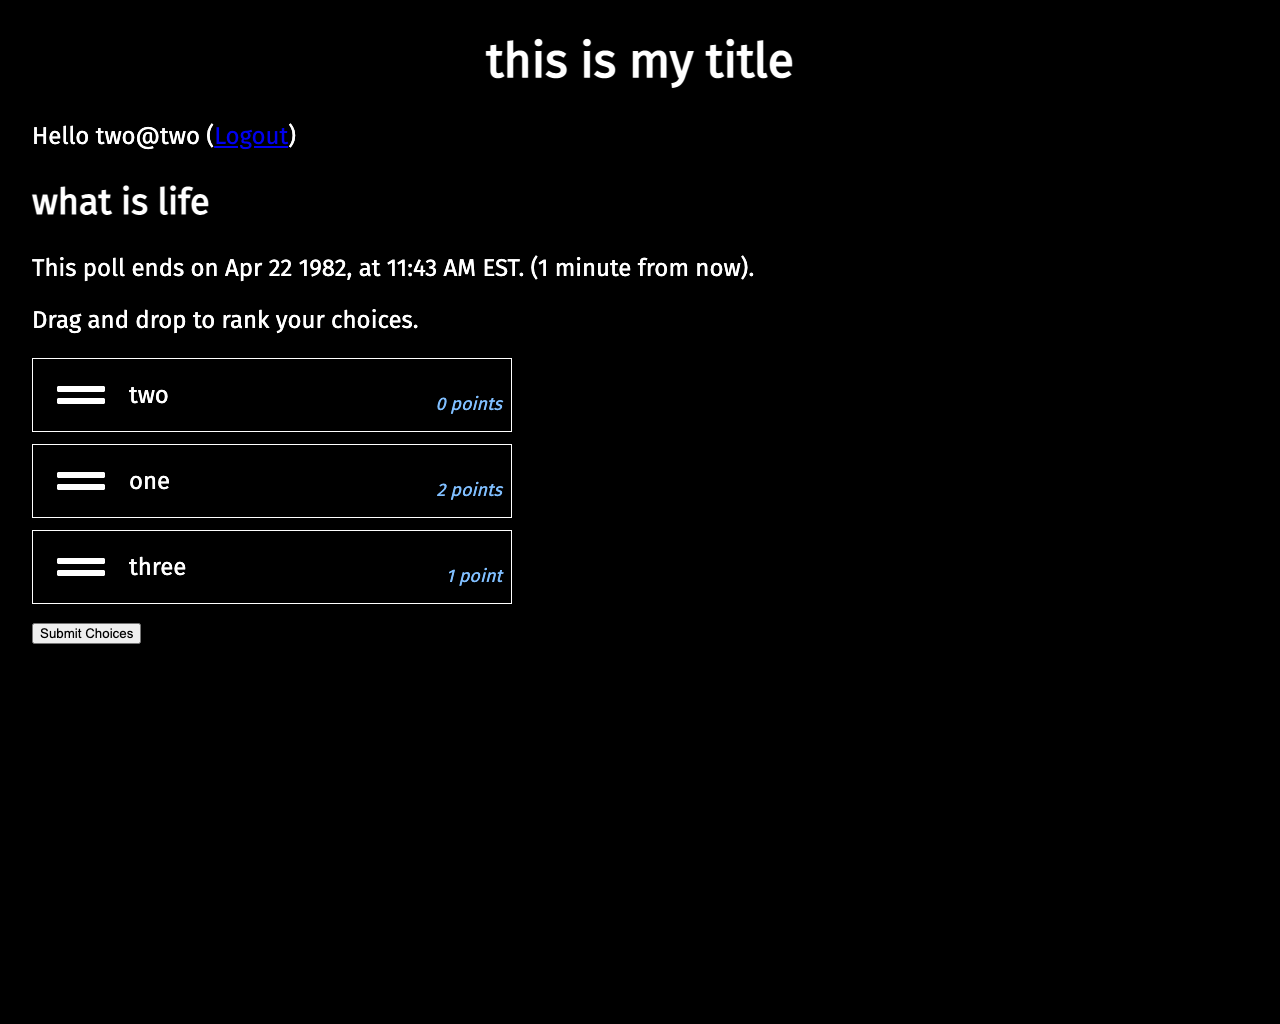 this is my title
Hello two@two (Logout)
what is life
This poll ends on Apr 22 1982, at 11:43 AM EST. (1 minute from now).
Drag and drop to rank your choices.
two
0 points
one
2 points
three
1 point
Submit Choices